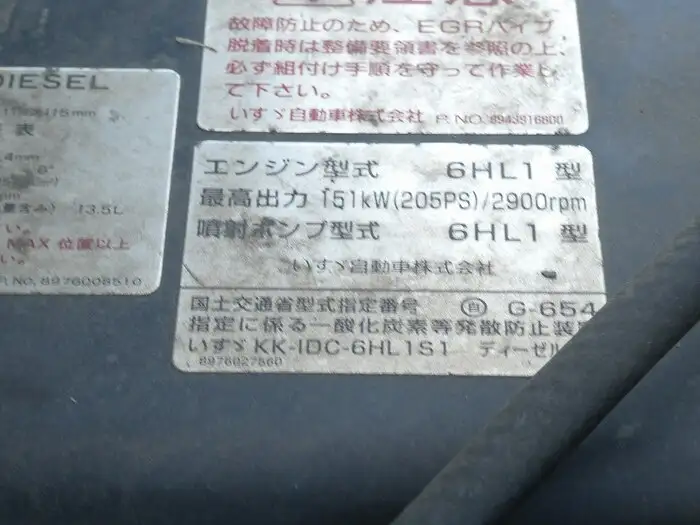 故障防止のため、EGRパイプ
脱着時は整備要領書を参照の上、
必ず組付け手順を守って作業し
て下さい。
いすゞ自動車株式会社 P.NO.8943916600
DIESEL
15mm
表
4mm
13.5L
い。
MAX 位置以上
い。
P.NO.8976008510
エンジン型式 6HL1 型
最高出力 151kW(205PS)/2900rpm
噴射ポンプ型式 6HL1 型
いすゞ自動車株式会社
国土交通省型式指定番号 自 G-654
指定に係る一酸化炭素等発散防止装
いすゞ KK-IDC-6HL1S1 ディーゼル
8976027560